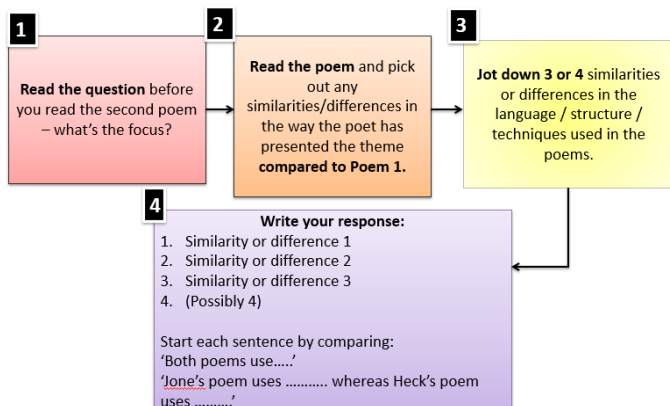 1
Read the question before
you read the second poem
– what's the focus?
2
Read the poem and pick
out any
similarities/differences in
the way the poet has
presented the theme
compared to Poem 1.
3
Jot down 3 or 4 similarities
or differences in the
language / structure /
techniques used in the
poems.
4
Write your response:
1. Similarity or difference 1
2. Similarity or difference 2
3. Similarity or difference 3
4. (Possibly 4)
Start each sentence by comparing:
'Both poems use…..'
'Jone's poem uses ……….. whereas Heck's poem
uses ……….'